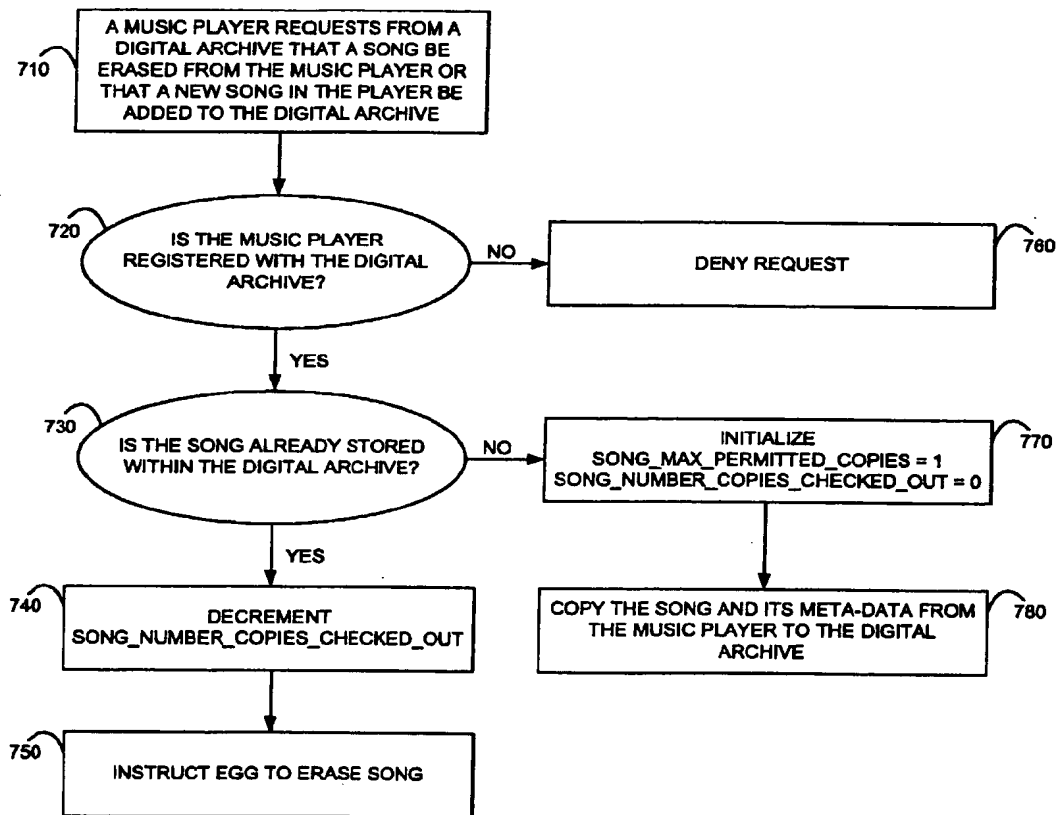 A MUSIC PLAYER REQUESTS FROM A
DIGITAL ARCHIVE THAT A SONG BE
ERASED FROM THE MUSIC PLAYER OR
THAT A NEW SONG IN THE PLAYER BE
ADDED TO THE DIGITAL ARCHIVE
710
720
IS THE MUSIC PLAYER
REGISTERED WITH THE DIGITAL
ARCHIVE?
NO
DENY REQUEST
760
YES
730
IS THE SONG ALREADY STORED
WITHIN THE DIGITAL ARCHIVE?
NO
INITIALIZE
SONG_MAX_PERMITTED_COPIES = 1
SONG_NUMBER_COPIES_CHECKED_OUT = 0
770
YES
740
DECREMENT
SONG_NUMBER_COPIES_CHECKED_OUT
COPY THE SONG AND ITS META-DATA FROM
THE MUSIC PLAYER TO THE DIGITAL
ARCHIVE
780
750
INSTRUCT EGG TO ERASE SONG